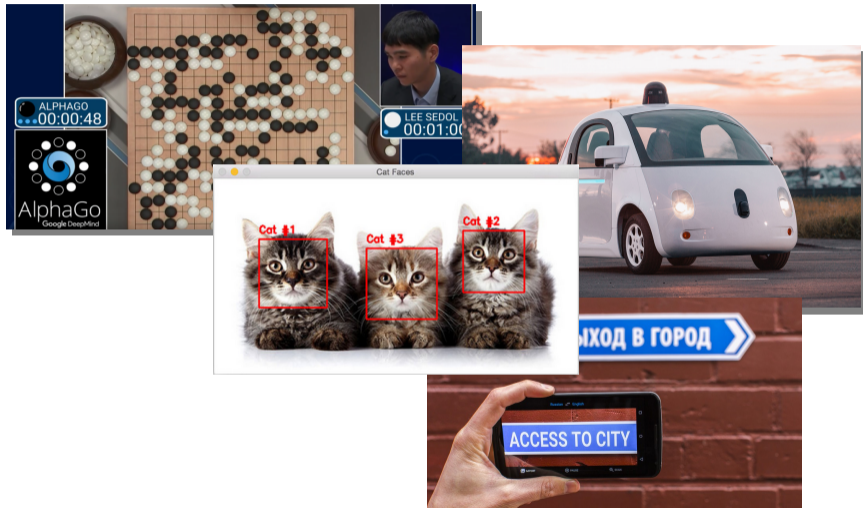 ALPHAGO
00:00:48
AlphaGo
Google DeepMind
LEE SEDOL
00:01:00
Cat Faces
Cat #1
Cat #3
Cat #2
ЫХОД В ГОРОД
ACCESS TO CITY